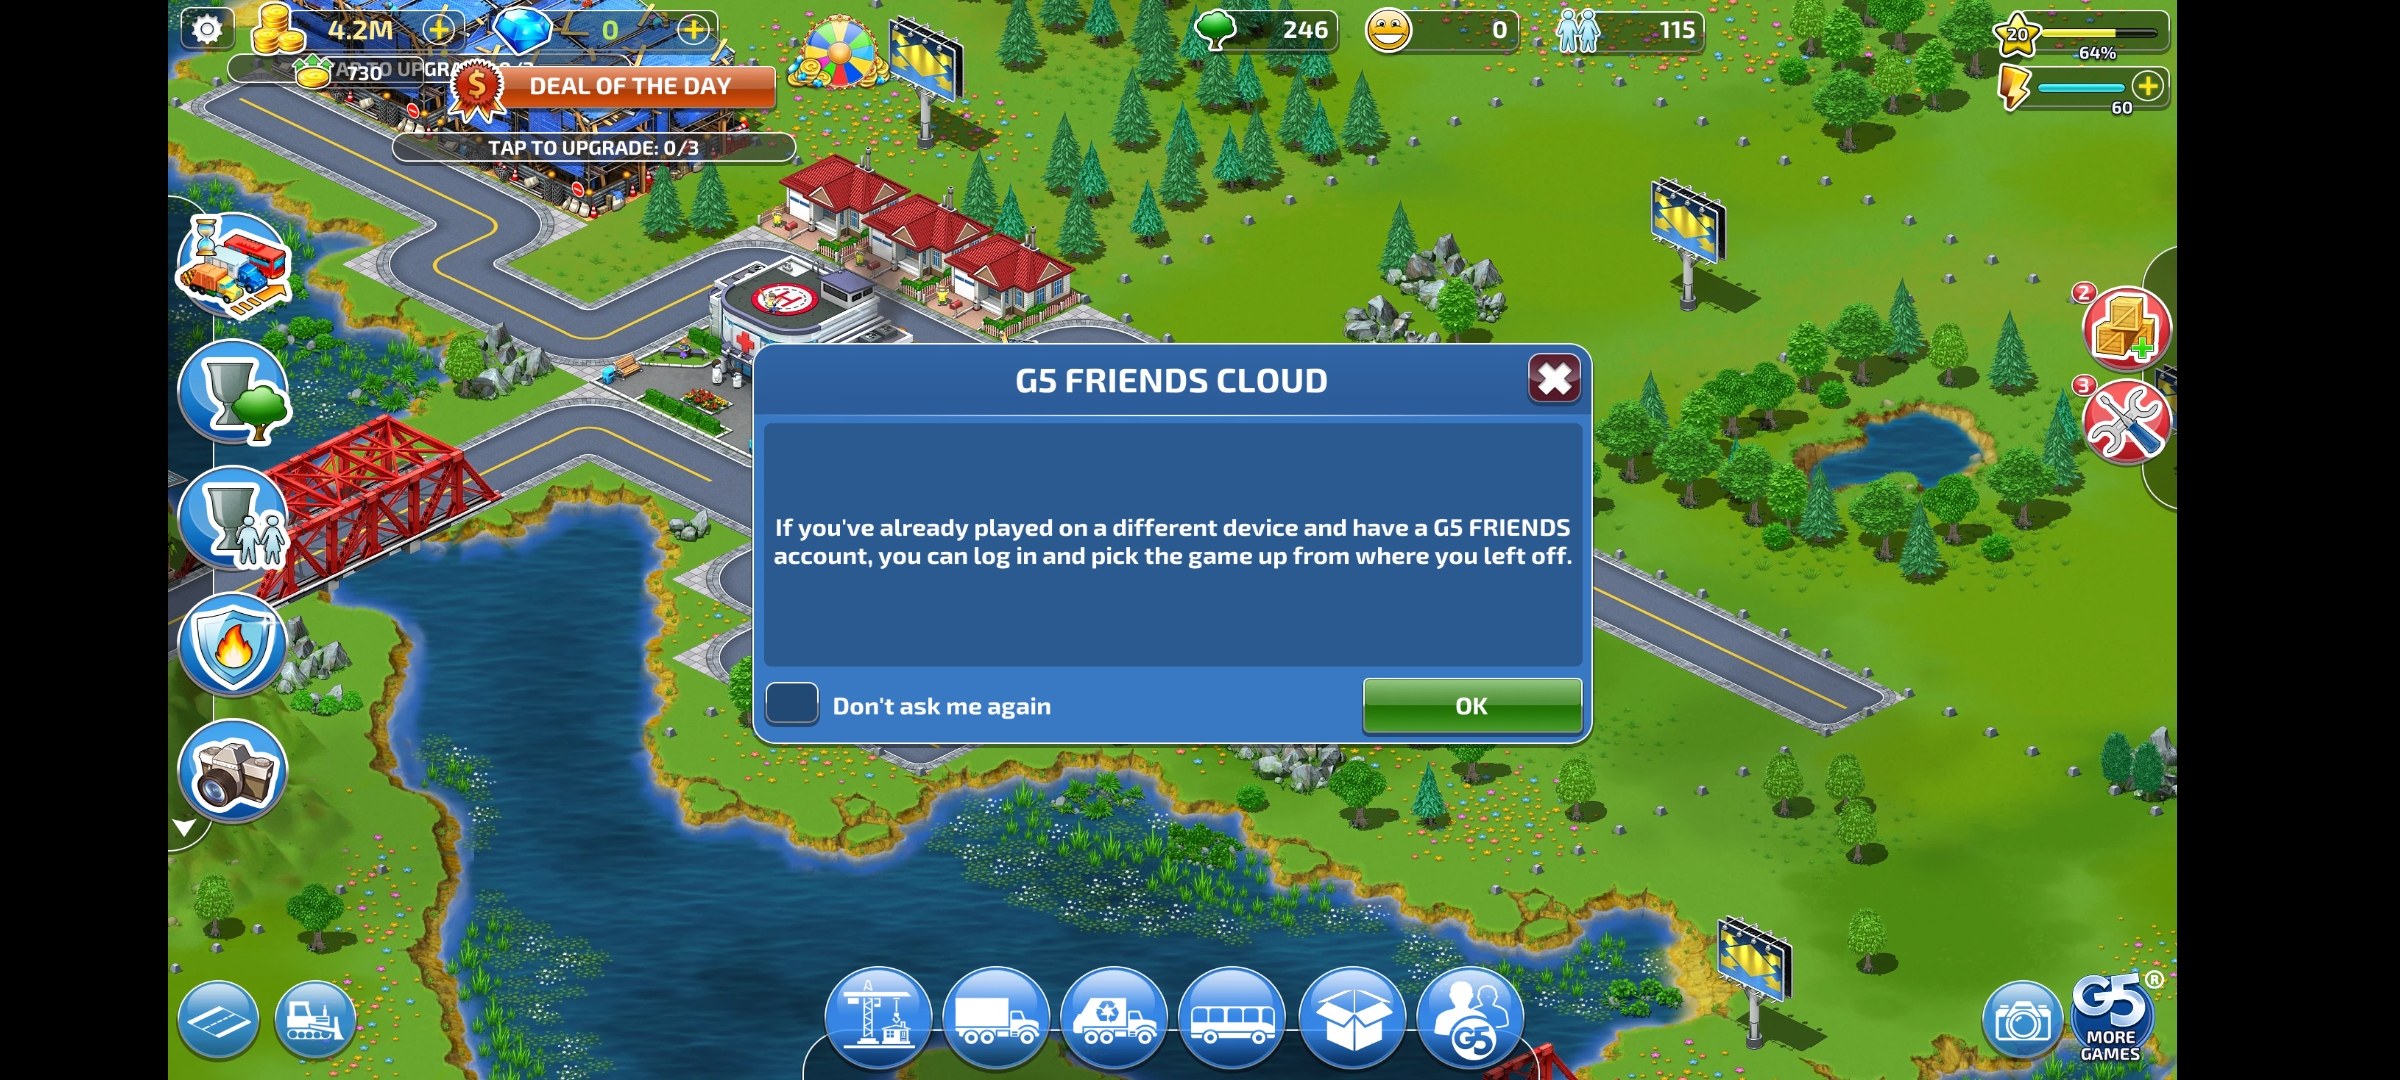 4.2M
0
246
0
115
20
64%
730
DEAL OF THE DAY
60
TAP TO UPGRADE: 0/3
H
2
3
G5 FRIENDS CLOUD
If you've already played on a different device and have a G5 FRIENDS
account, you can log in and pick the game up from where you left off.
Don't ask me again
OK
G5
G5®
MORE
GAMES